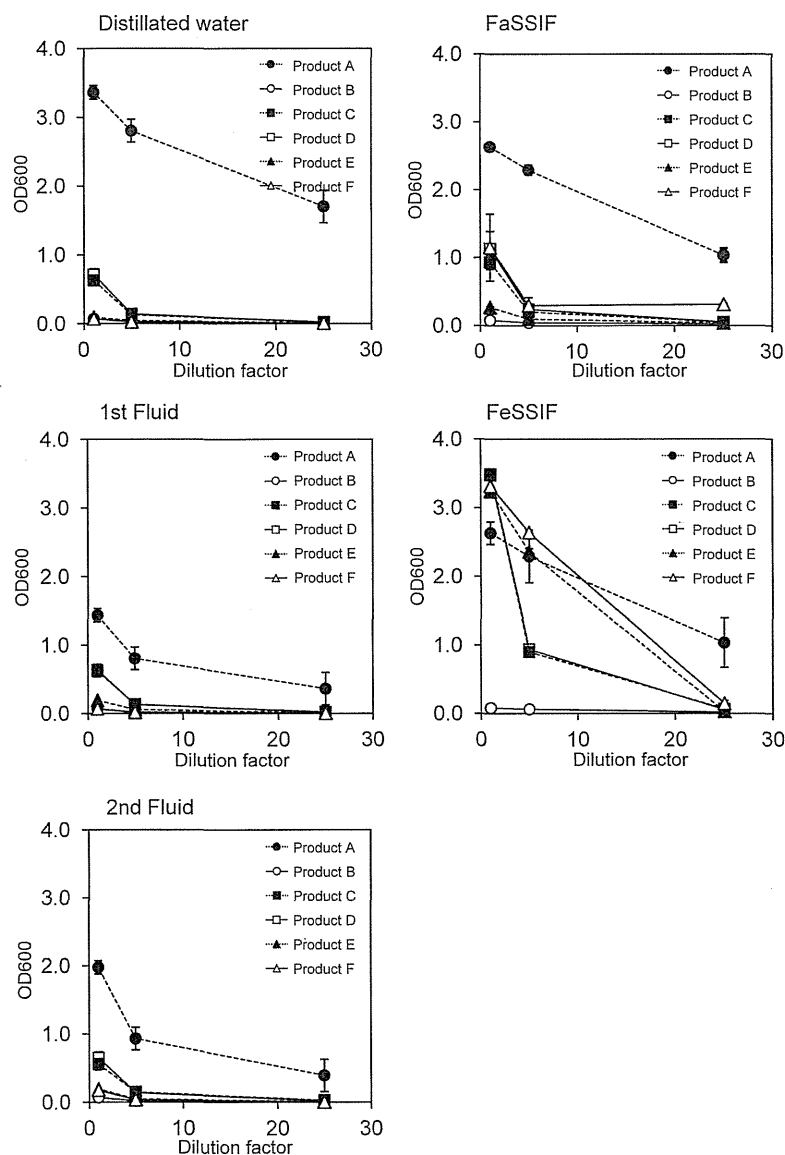 Distillated water
4.0
3.0
2.0
1.0
0.0
OD600
Product A
Product B
Product C
Product D
Product E
Product F
0
10
20
30
Dilution factor
FaSSIF
4.0
3.0
2.0
1.0
0.0
OD600
Product A
Product B
Product C
Product D
Product E
Product F
0
10
20
30
Dilution factor
1st Fluid
4.0
3.0
2.0
1.0
0.0
OD600
Product A
Product B
Product C
Product D
Product E
Product F
0
10
20
30
Dilution factor
FeSSIF
4.0
3.0
2.0
1.0
0.0
OD600
Product A
Product B
Product C
Product D
Product E
Product F
0
10
20
30
Dilution factor
2nd Fluid
4.0
3.0
2.0
1.0
0.0
OD600
Product A
Product B
Product C
Product D
Product E
Product F
0
10
20
30
Dilution factor